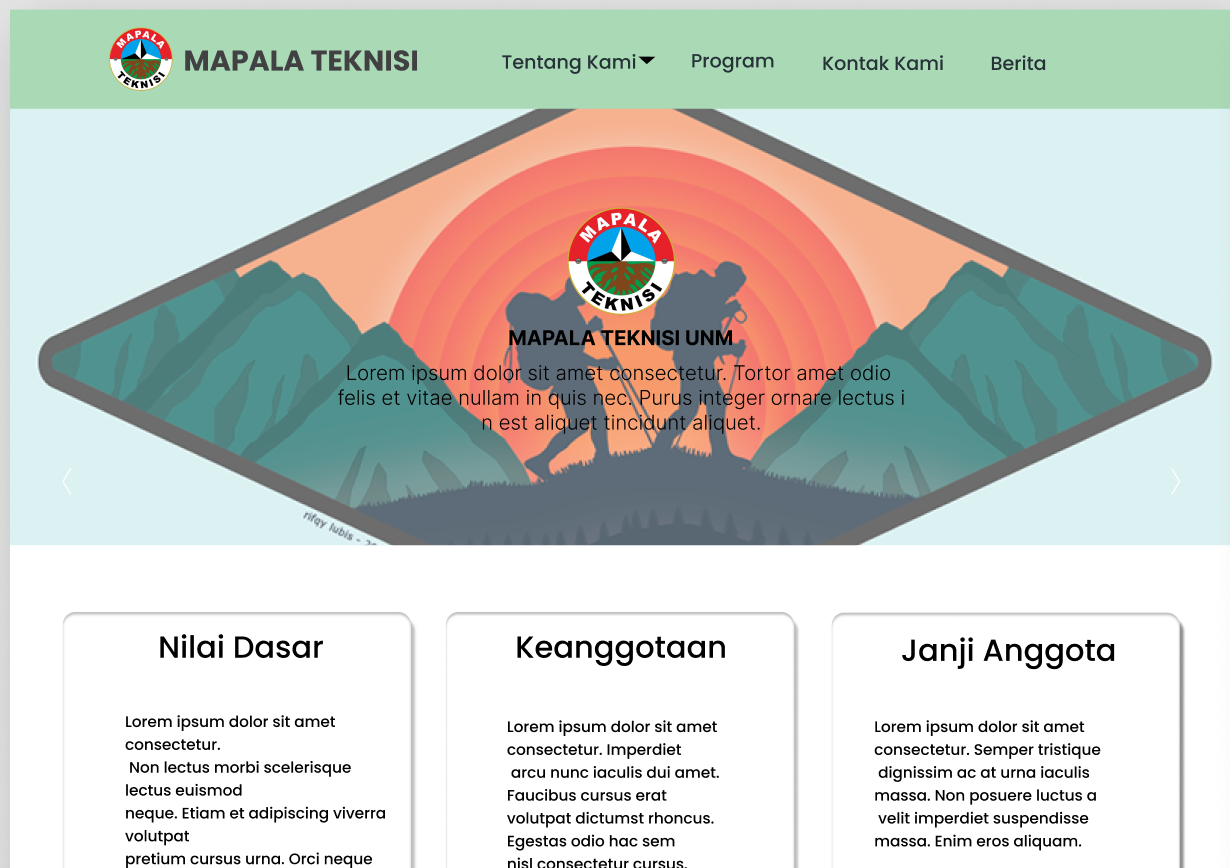 MAPALA
TEKNISI
MAPALA TEKNISI
Tentang Kami
Program
Kontak Kami
Berita
MAPALA
TEKNISI
MAPALA TEKNISI UNM
Lorem ipsum dolor sit amet consectetur. Tortor amet odio
felis et vitae nullam in quis nec. Purus integer ornare lectus i
n est aliquet tincidunt aliquet.
rifqy lubis -
Nilai Dasar
Lorem ipsum dolor sit amet
consectetur.
Non lectus morbi scelerisque
lectus euismod
neque. Etiam et adipiscing viverra
volutpat
pretium cursus urna. Orci neque
Keanggotaan
Lorem ipsum dolor sit amet
consectetur. Imperdiet
arcu nunc iaculis dui amet.
Faucibus cursus erat
volutpat dictumst rhoncus.
Egestas odio hac sem
nisl consectetur cursus.
Janji Anggota
Lorem ipsum dolor sit amet
consectetur. Semper tristique
dignissim ac at urna iaculis
massa. Non posuere luctus a
velit imperdiet suspendisse
massa. Enim eros aliquam.